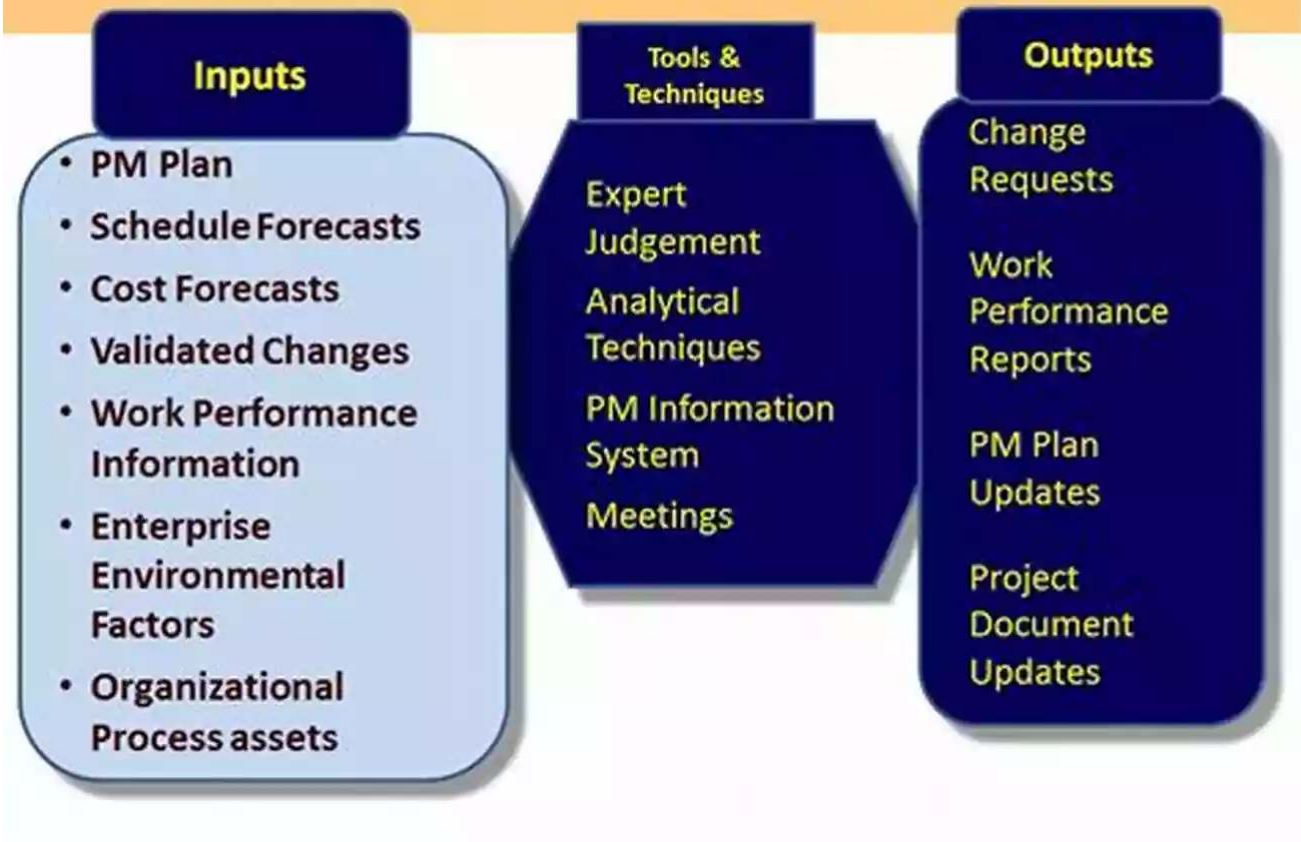 Inputs
• PM Plan
• Schedule Forecasts
• Cost Forecasts
• Validated Changes
• Work Performance
Information
• Enterprise
Environmental
Factors
• Organizational
Process assets
Tools &
Techniques
Expert
Judgement
Analytical
Techniques
PM Information
System
Meetings
Outputs
Change
Requests
Work
Performance
Reports
PM Plan
Updates
Project
Document
Updates